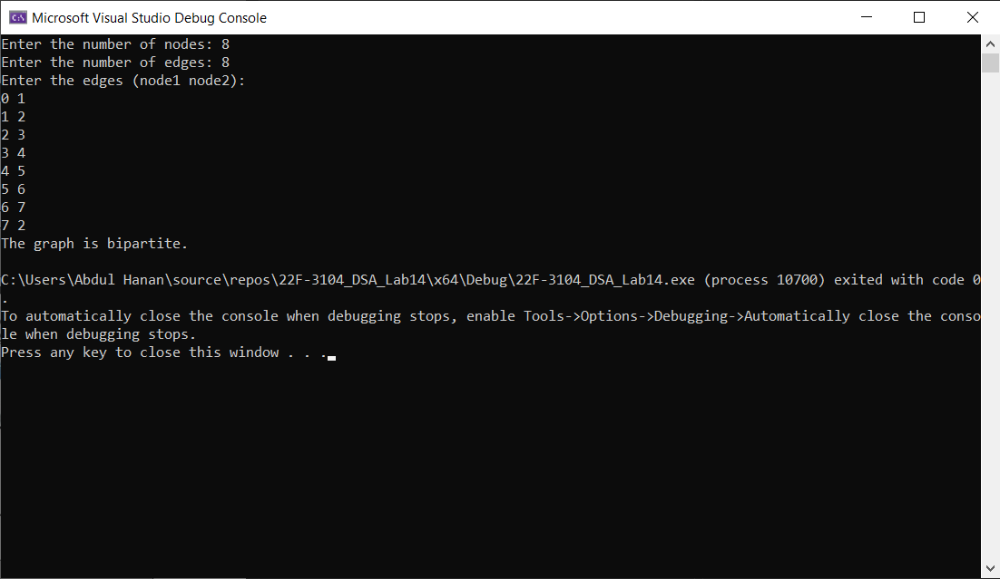 Microsoft Visual Studio Debug Console
Enter the number of nodes: 8
Enter the number of edges: 8
Enter the edges (node1 node2):
0 1
1 2
2 3
3 4
4 5
5 6
6 7
7 2
The graph is bipartite.
C:\Users\Abdul Hanan\source\repos\22F-3104_DSA_Lab14\x64\Debug\22F-3104_DSA_Lab14.exe (process 10700) exited with code 0
.
To automatically close the console when debugging stops, enable Tools->Options->Debugging->Automatically close the conso
le when debugging stops.
Press any key to close this window . . .